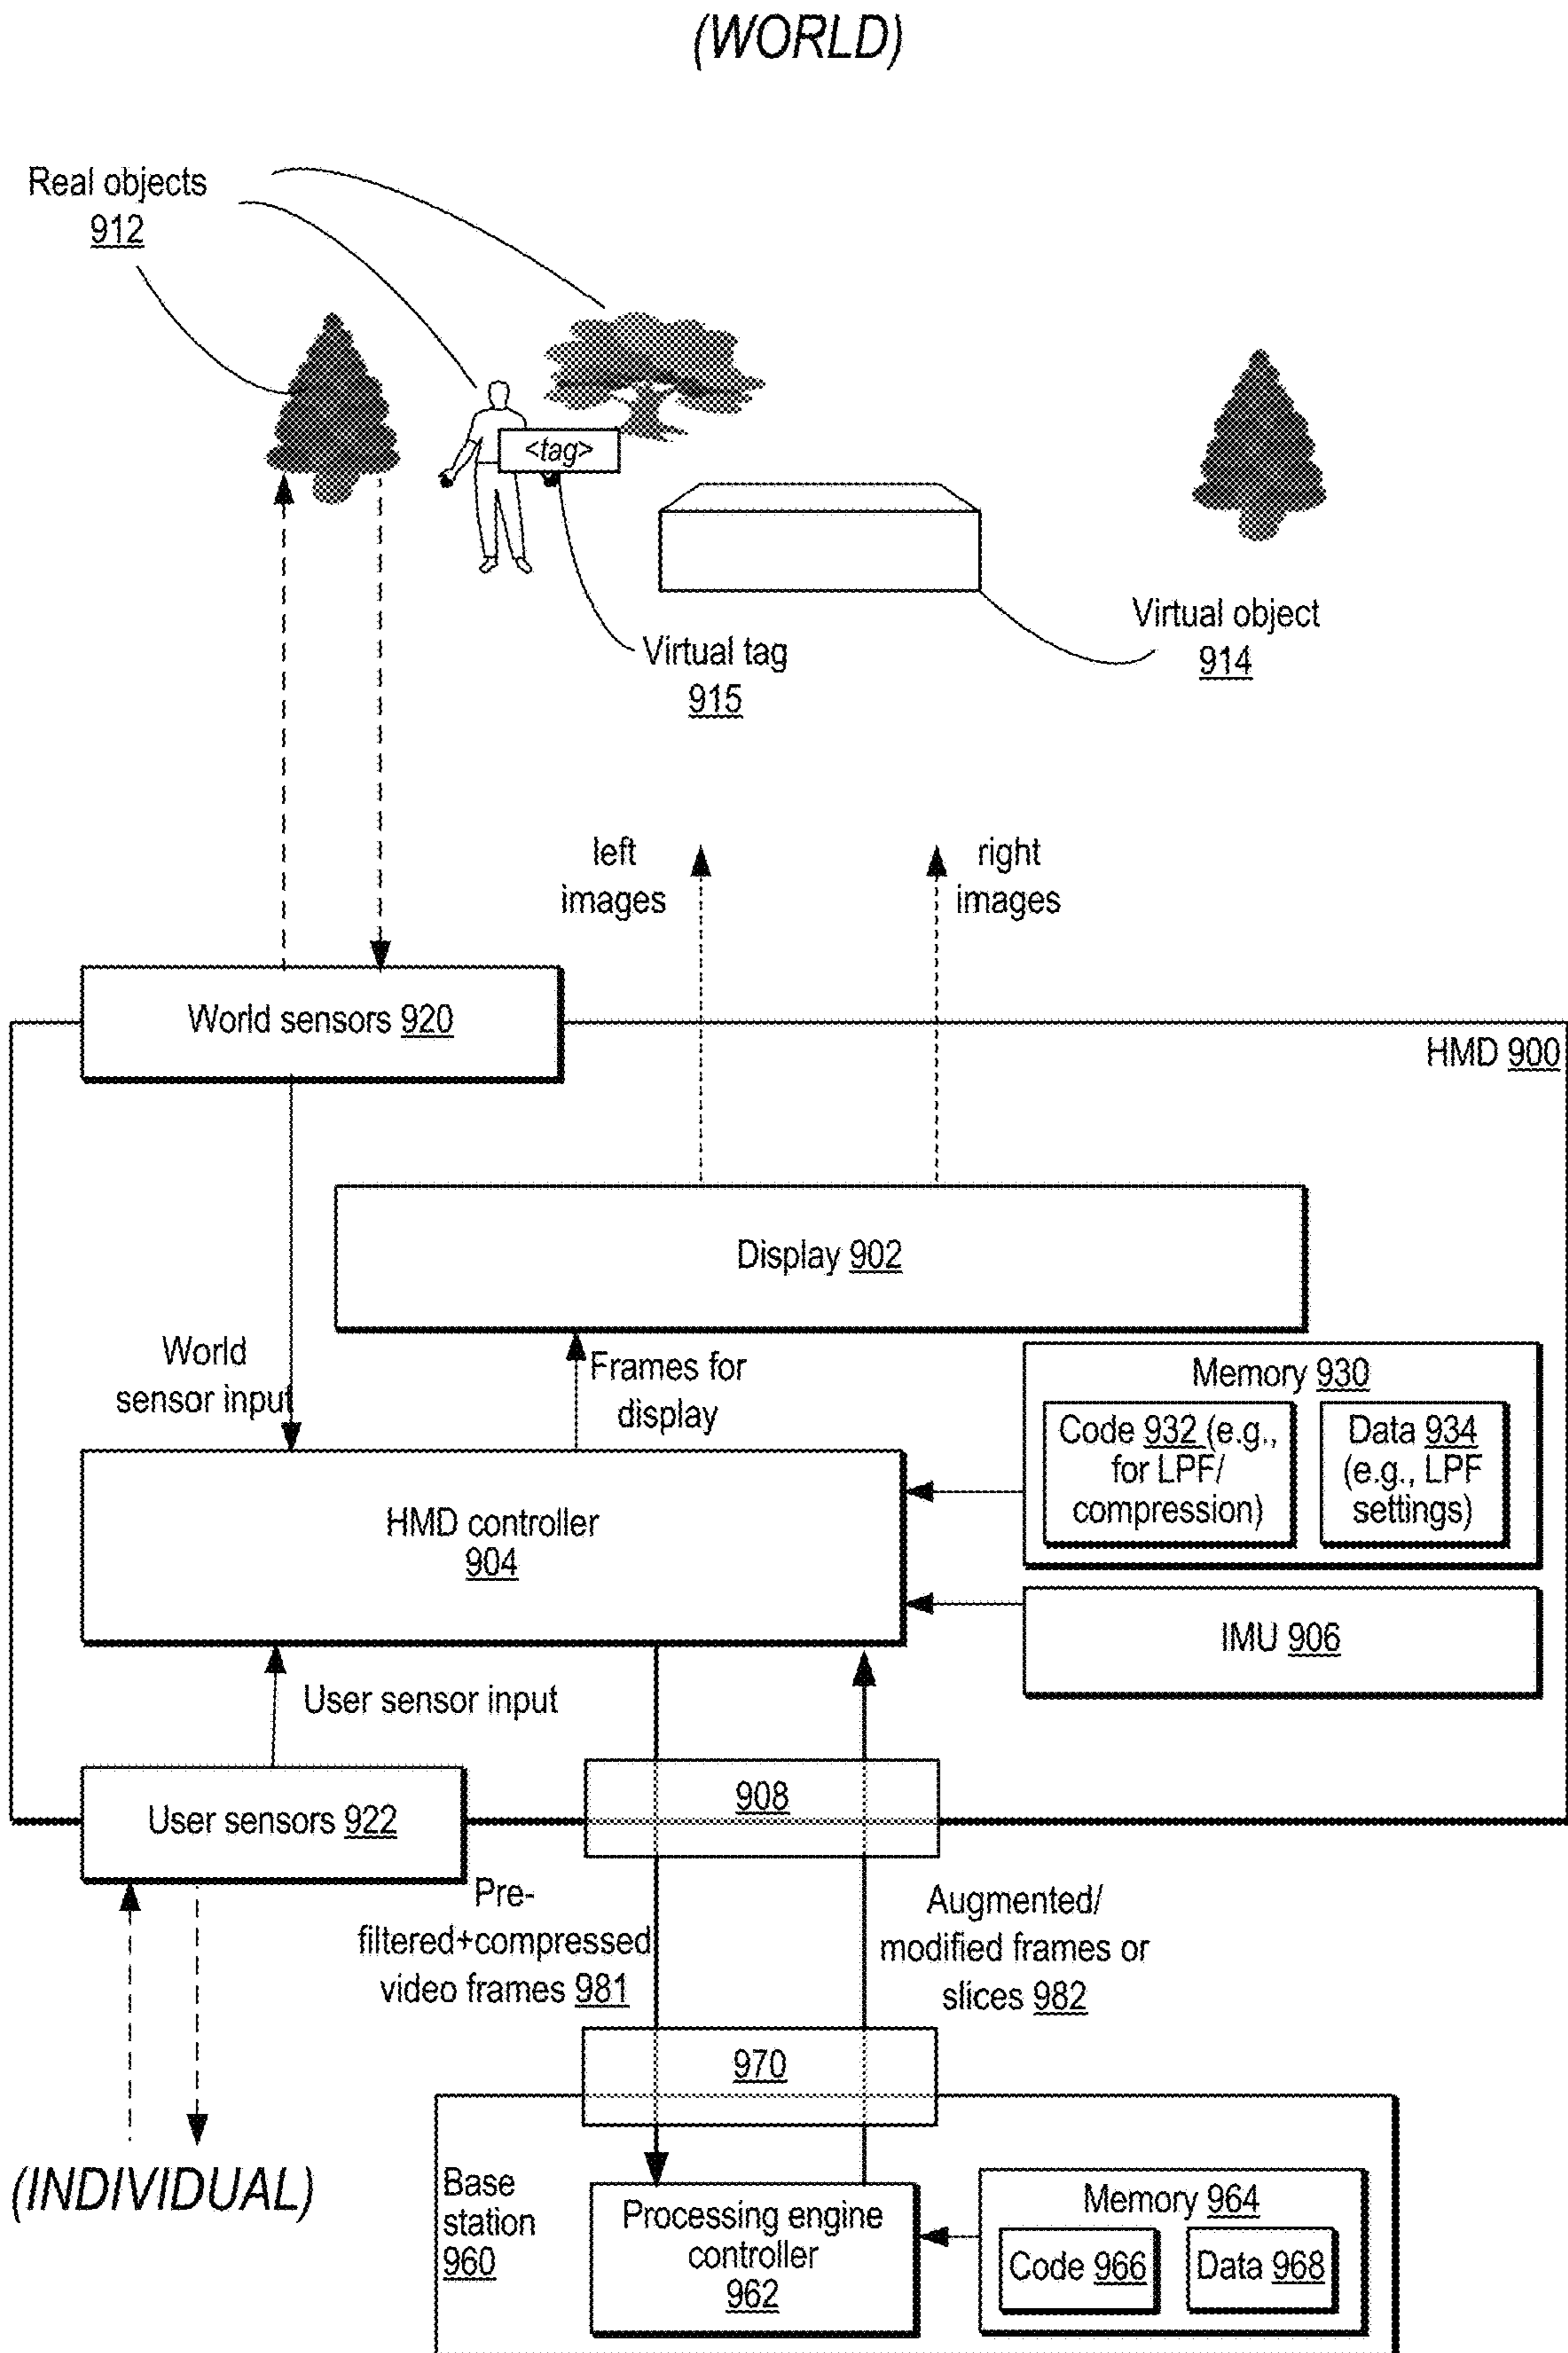 (WORLD)
Real objects
912
<tag>
Virtual object
914
Virtual tag
915
left
images
right
images
World sensors 920
HMD 900
Display 902
World
sensor input
Frames for
display
Memory 930
Code 932 (e.g.,
for LPF/
compression)
Data 934
(e.g., LPF
settings)
HMD controller
904
IMU 906
User sensor input
908
User sensors 922
Pre-
filtered+compressed
video frames 981
Augmented/
modified frames or
slices 982
970
(INDIVIDUAL)
Base
station
960
Processing engine
controller
962
Memory 964
Code 966
Data 968